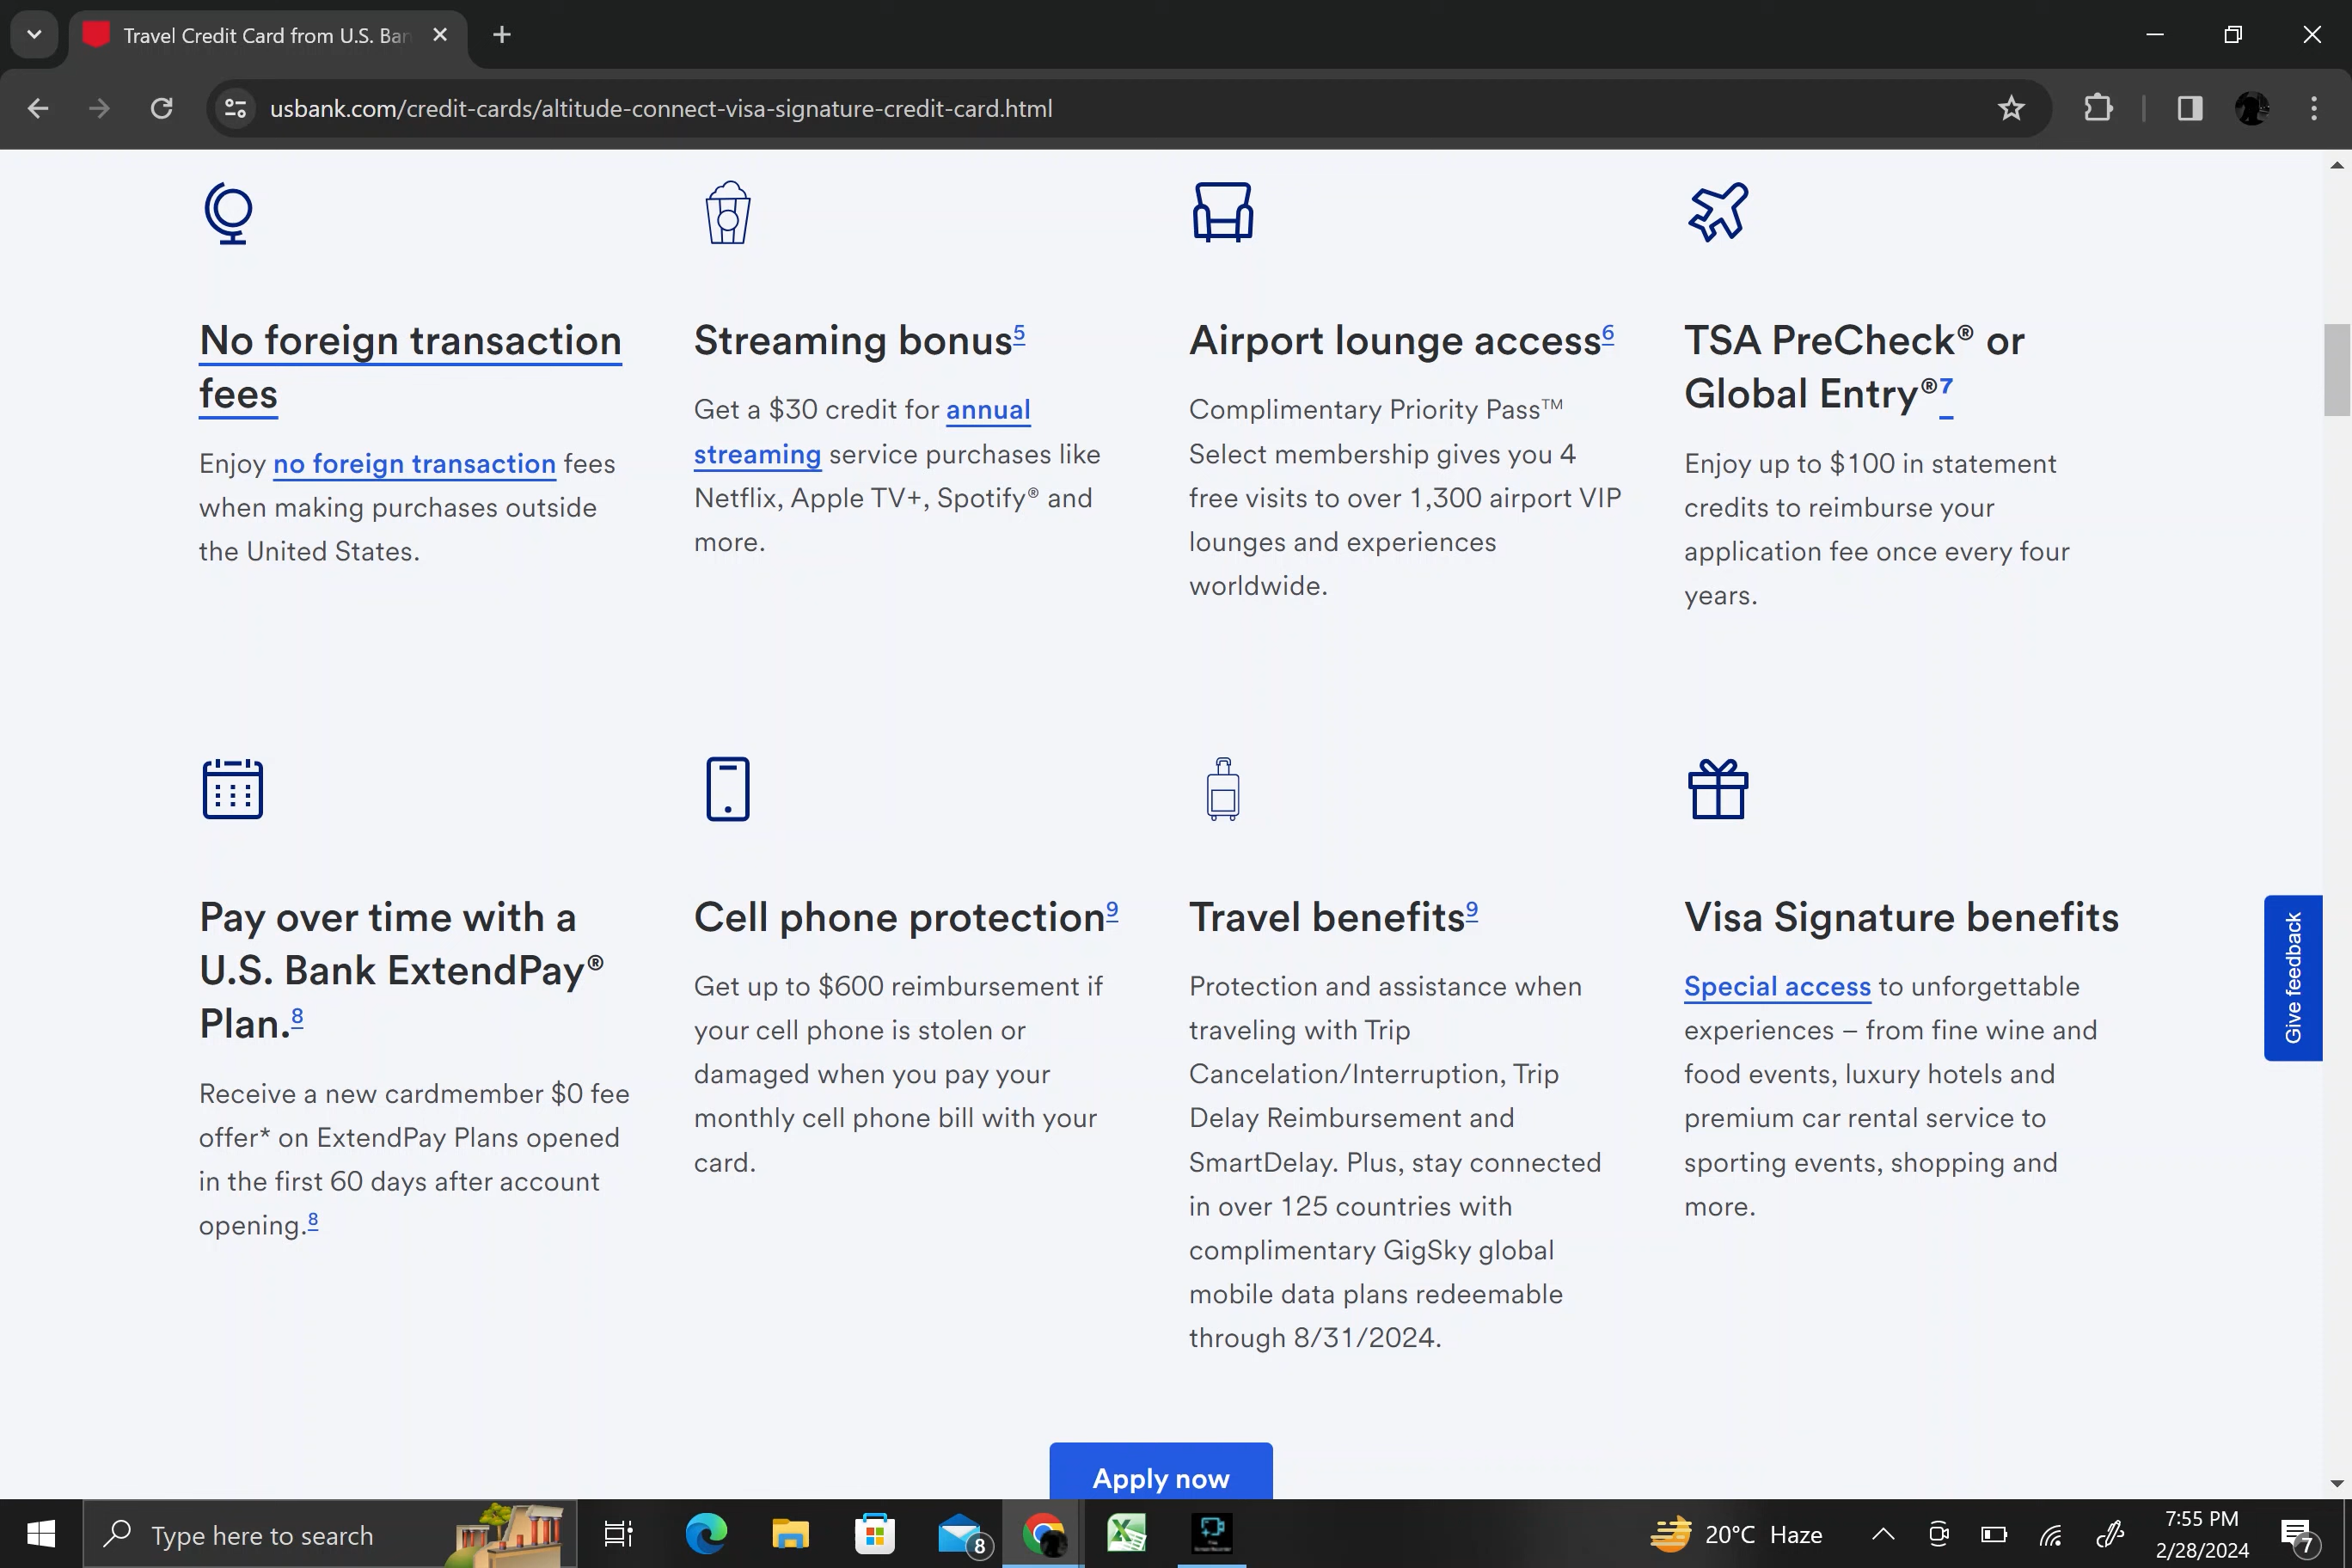 Travel Credit Card from U.S. Ban
usbank.com/credit-cards/altitude-connect-visa-signature-credit-card.html
No foreign transaction
fees
Enjoy no foreign transaction fees
when making purchases outside
the United States.
Streaming bonus5
Get a $30 credit for annual
streaming service purchases like
Netflix, Apple TV+, Spotify® and
more.
Airport lounge access6
Complimentary Priority Pass™
Select membership gives you 4
free visits to over 1,300 airport VIP
lounges and experiences
worldwide.
TSA PreCheck® or
Global Entry®7
Enjoy up to $100 in statement
credits to reimburse your
application fee once every four
years.
Pay over time with a
U.S. Bank ExtendPay®
Plan.8
Receive a new cardmember $0 fee
offer* on ExtendPay Plans opened
in the first 60 days after account
opening.8
Cell phone protection9
Get up to $600 reimbursement if
your cell phone is stolen or
damaged when you pay your
monthly cell phone bill with your
card.
Travel benefits9
Protection and assistance when
traveling with Trip
Cancelation/Interruption, Trip
Delay Reimbursement and
SmartDelay. Plus, stay connected
in over 125 countries with
complimentary GigSky global
mobile data plans redeemable
through 8/31/2024.
Visa Signature benefits
Special access to unforgettable
experiences – from fine wine and
food events, luxury hotels and
premium car rental service to
sporting events, shopping and
more.
Give feedback
Apply now
Type here to search
8
20°C Haze
7:55 PM
2/28/2024
7